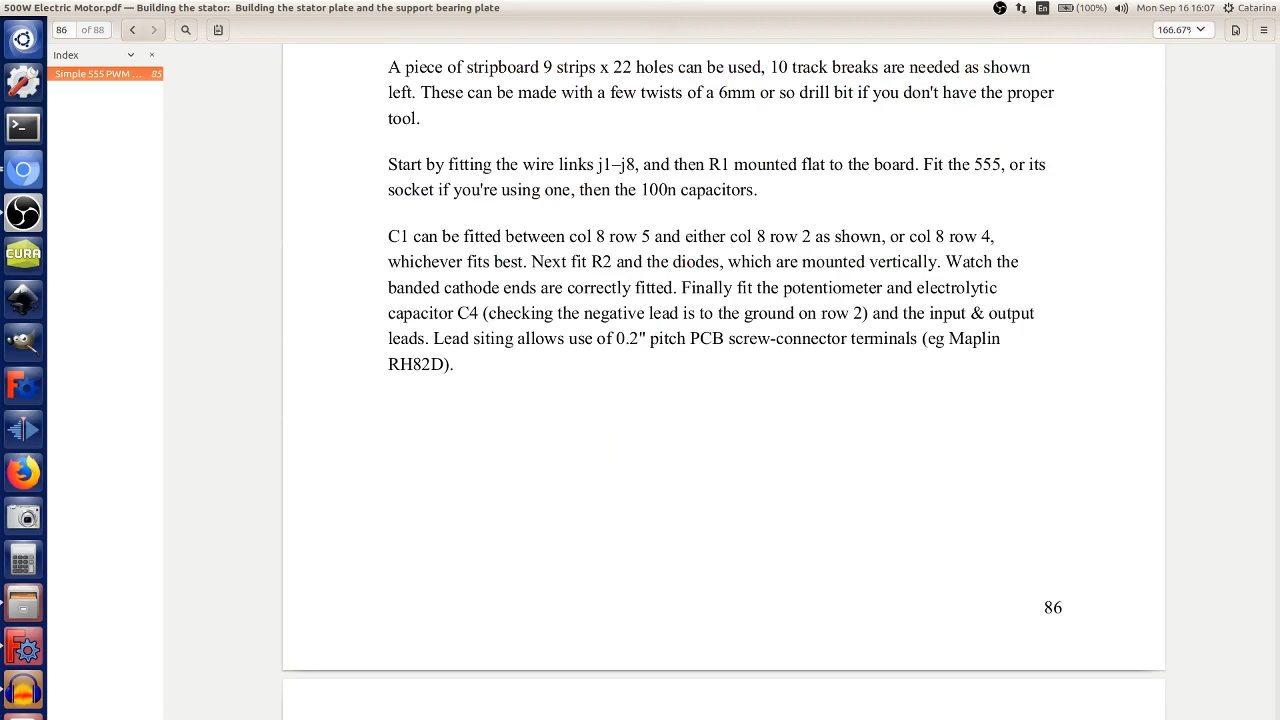 500W Electric Motor.pdf — Building the stator:  Building the stator plate and the support bearing plate
En
(100%)
Mon Sep 16 16:07
Catarina
86
of 88
166.67%
Index
Simple 555 PWM ... 85
A piece of stripboard 9 strips x 22 holes can be used, 10 track breaks are needed as shown
left. These can be made with a few twists of a 6mm or so drill bit if you don't have the proper
tool.
Start by fitting the wire links j1–j8, and then R1 mounted flat to the board. Fit the 555, or its
socket if you're using one, then the 100n capacitors.
C1 can be fitted between col 8 row 5 and either col 8 row 2 as shown, or col 8 row 4,
whichever fits best. Next fit R2 and the diodes, which are mounted vertically. Watch the
banded cathode ends are correctly fitted. Finally fit the potentiometer and electrolytic
capacitor C4 (checking the negative lead is to the ground on row 2) and the input & output
leads. Lead siting allows use of 0.2" pitch PCB screw-connector terminals (eg Maplin
RH82D).
86
CURA